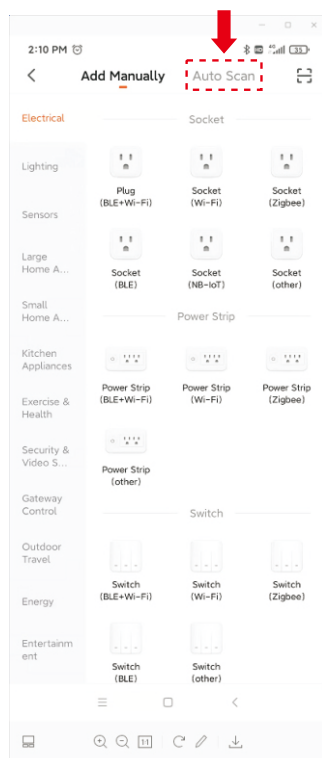 2:10 PM
33
Add Manually
Auto Scan
Electrical
Lighting
Sensors
Large
Home A...
Small
Home A...
Kitchen
Appliances
Exercise &
Health
Security &
Video S...
Gateway
Control
Outdoor
Travel
Energy
Entertainm
ent
Socket
Plug
(BLE+Wi-Fi)
Socket
(Wi-Fi)
Socket
(Zigbee)
Socket
(BLE)
Socket
(NB-IoT)
Socket
(other)
Power Strip
Power Strip
(BLE+Wi-Fi)
Power Strip
(Wi-Fi)
Power Strip
(Zigbee)
Power Strip
(other)
Switch
Switch
(BLE+Wi-Fi)
Switch
(Wi-Fi)
Switch
(Zigbee)
Switch
(BLE)
Switch
(other)
1:1